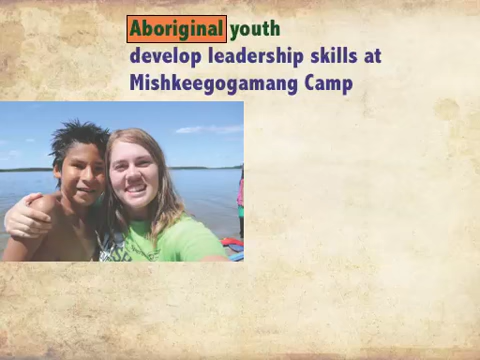 Aboriginal youth
develop leadership skills at
Mishkeegogamang Camp